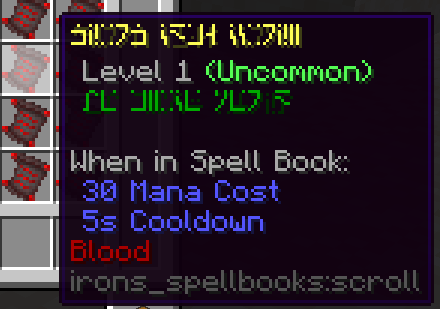 Level 1 (Uncommon)
When in Spell Book:
30 Mana Cost
5s Cooldown
Blood
irons_spellbooks:scroll